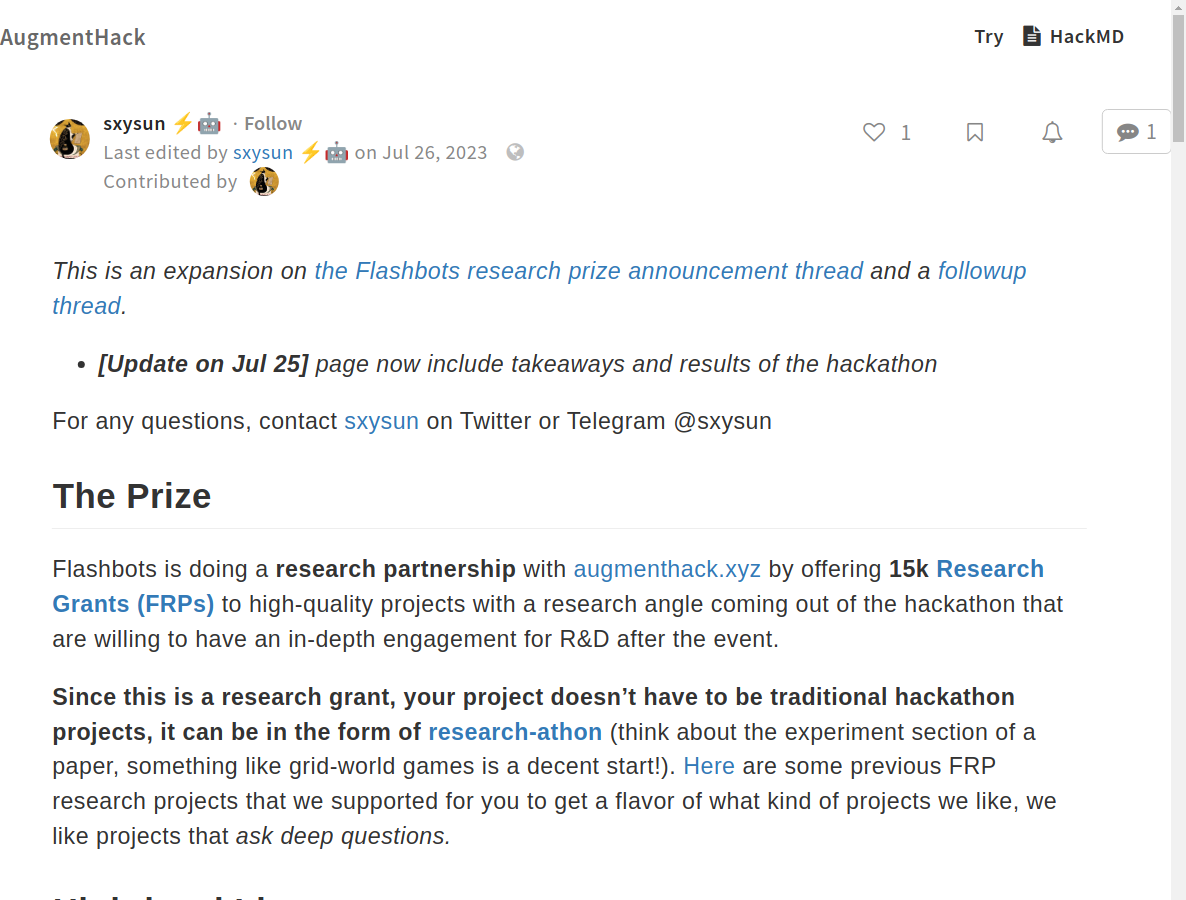 AugmentHack
Try HackMD
sxysun ⚡🤖 · Follow
1
1
Last edited by sxysun ⚡🤖 on Jul 26, 2023
Contributed by
This is an expansion on the Flashbots research prize announcement thread and a followup
thread.
• [Update on Jul 25] page now include takeaways and results of the hackathon
For any questions, contact sxysun on Twitter or Telegram @sxysun
The Prize
Flashbots is doing a research partnership with augmenthack.xyz by offering 15k Research
Grants (FRPs) to high-quality projects with a research angle coming out of the hackathon that
are willing to have an in-depth engagement for R&D after the event.
Since this is a research grant, your project doesn’t have to be traditional hackathon
projects, it can be in the form of research-athon (think about the experiment section of a
paper, something like grid-world games is a decent start!). Here are some previous FRP
research projects that we supported for you to get a flavor of what kind of projects we like, we
like projects that ask deep questions.